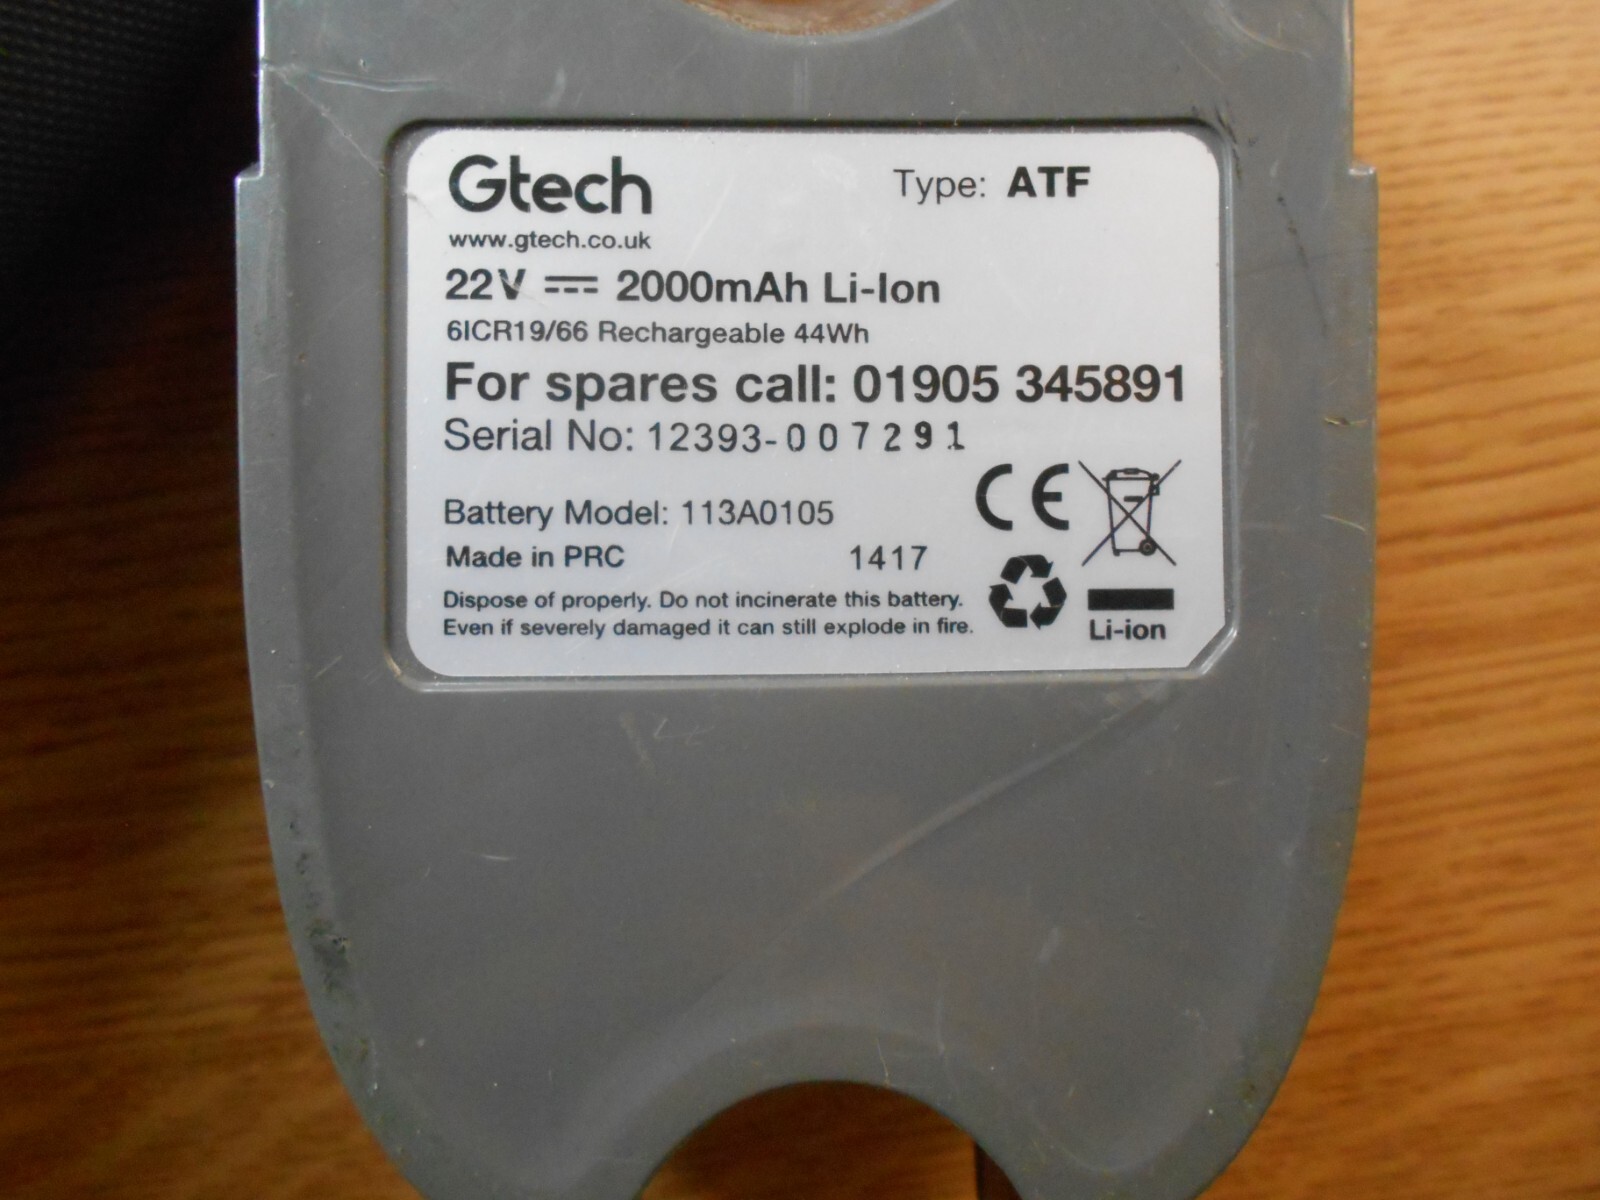 Gtech Type: ATF
www.gtech.co.uk
22V 2000mAh Li-Ion
6ICR19/66 Rechargeable 44Wh
For spares call: 01905 345891
Serial No: 12393-007291
CE
Battery Model: 113A0105
Made in PRC 1417
Dispose of properly. Do not incinerate this battery.
Even if severely damaged it can still explode in fire.
Li-ion